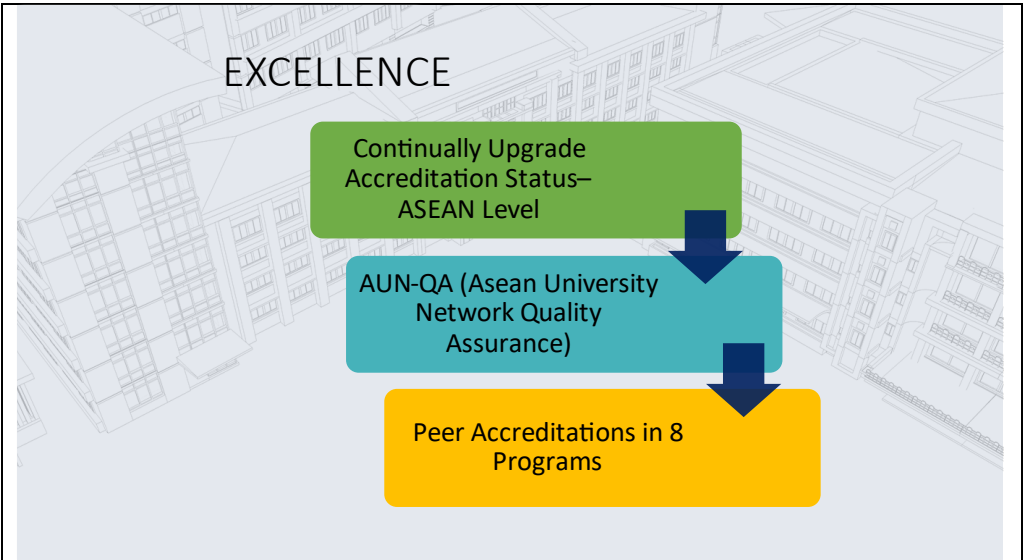 EXCELLENCE
Continually Upgrade
Accreditation Status–
ASEAN Level
AUN-QA (Asean University
Network Quality
Assurance)
Peer Accreditations in 8
Programs